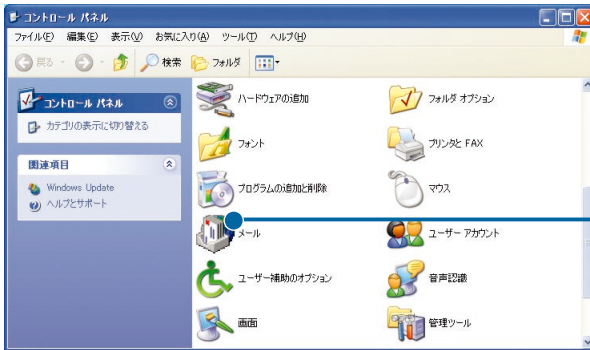 コントロール パネル
ファイル(F) 編集(E) 表示(V) お気に入り(A) ツール(T) ヘルプ(H)
戻る 検索 フォルダ
コントロール パネル
カテゴリの表示に切り替える
関連項目
Windows Update
ヘルプとサポート
ハードウェアの追加 フォルダ オプション
フォント プリンタと FAX
プログラムの追加と削除 マウス
メール ユーザー アカウント
ユーザー補助のオプション 音声認識
画面 管理ツール